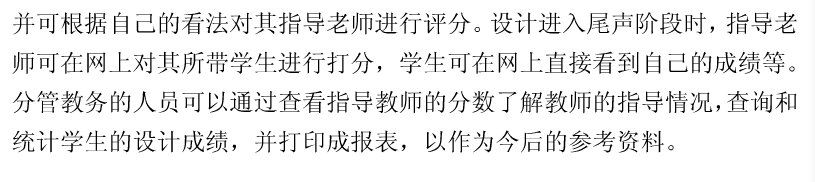 并可根据自己的看法对其指导老师进行评分。设计进入尾声阶段时，指导老
师可在网上对其所带学生进行打分，学生可在网上直接看到自己的成绩等。
分管教务的人员可以通过查看指导教师的分数了解教师的指导情况，查询和
统计学生的设计成绩，并打印成报表，以作为今后的参考资料。